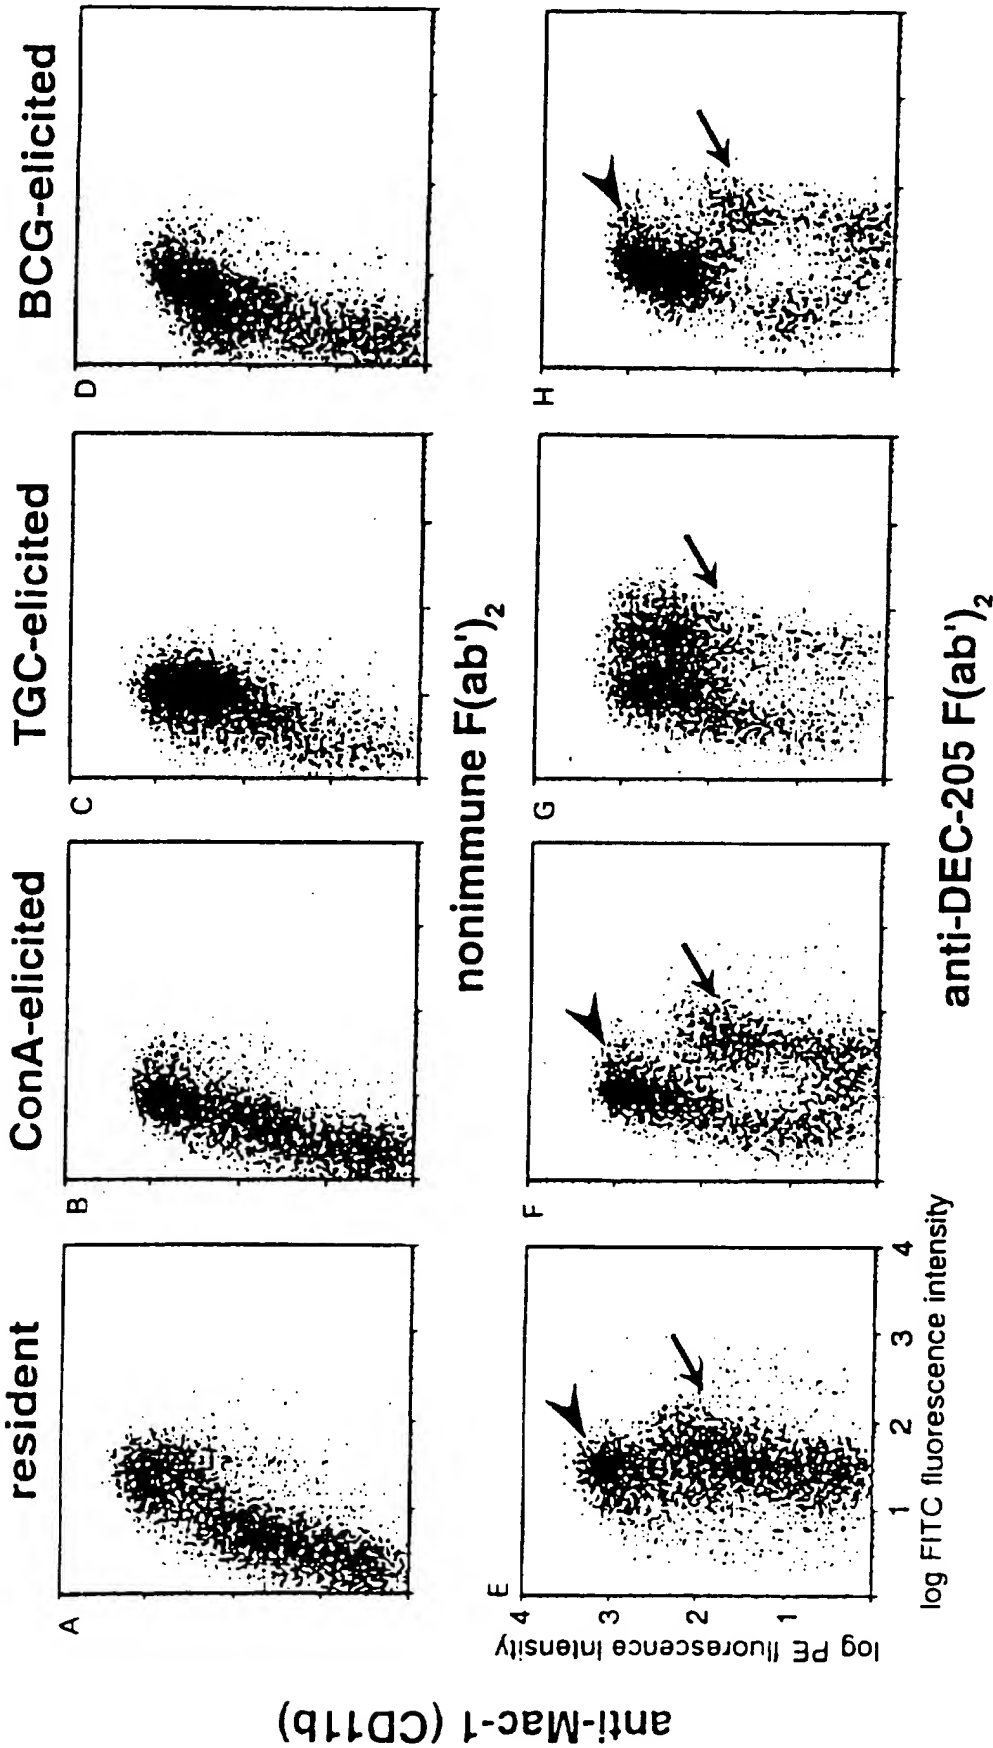 resident
ConA-elicited
TGC-elicited
BCG-elicited
A
B
C
D
nonimmune F(ab')2
E
F
G
H
4
3
2
1
log PE fluorescence intensity
1
2
3
4
log FITC fluorescence intensity
anti-DEC-205 F(ab')2
anti-Mac-1 (CD11b)